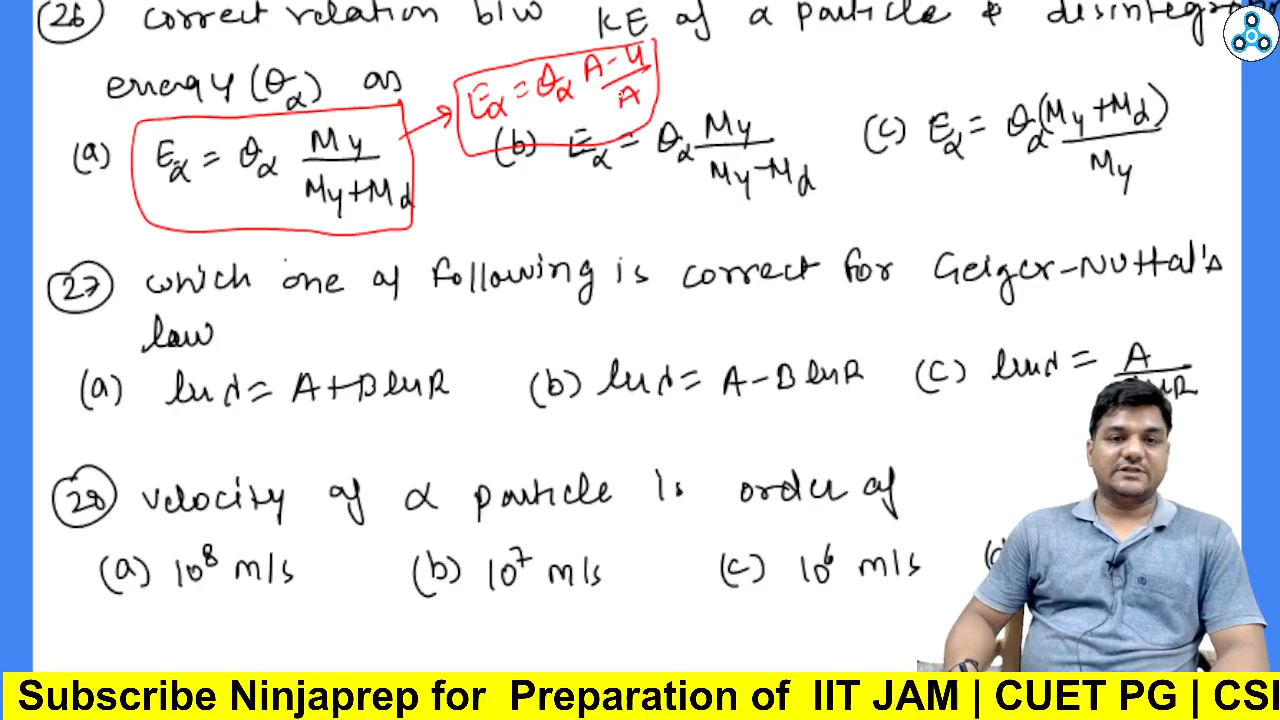 (26) correct relation b/w KE of α particle & desintegra
energy (Qα) as
Eα = Qα (A-4)/A
(a) Eα = Qα My/(My+Md)
(b) Eα = Qα My/(My-Md)
(c) Eα = Qα (My+Md)/My
(27) which one of following is correct for Geiger-Nuttal's
law
(a) ln λ = A+B ln R (b) ln λ = A-B ln R (c) ln λ = A/
(28) velocity of α particle is order of
(a) 10⁸ m/s (b) 10⁷ m/s (c) 10⁶ m/s
Subscribe Ninjaprep for Preparation of IIT JAM | CUET PG | CSI